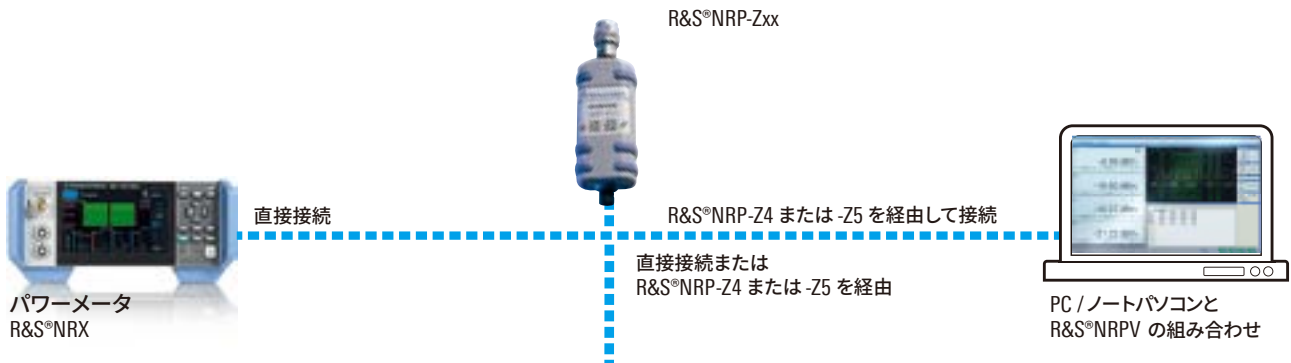 R&S®NRP-Zxx
直接接続
R&S®NRP-Z4 または -Z5 を経由して接続
直接接続または
R&S®NRP-Z4 または -Z5 を経由
パワーメータ
R&S®NRX
PC / ノートパソコンと
R&S®NRPV の組み合わせ